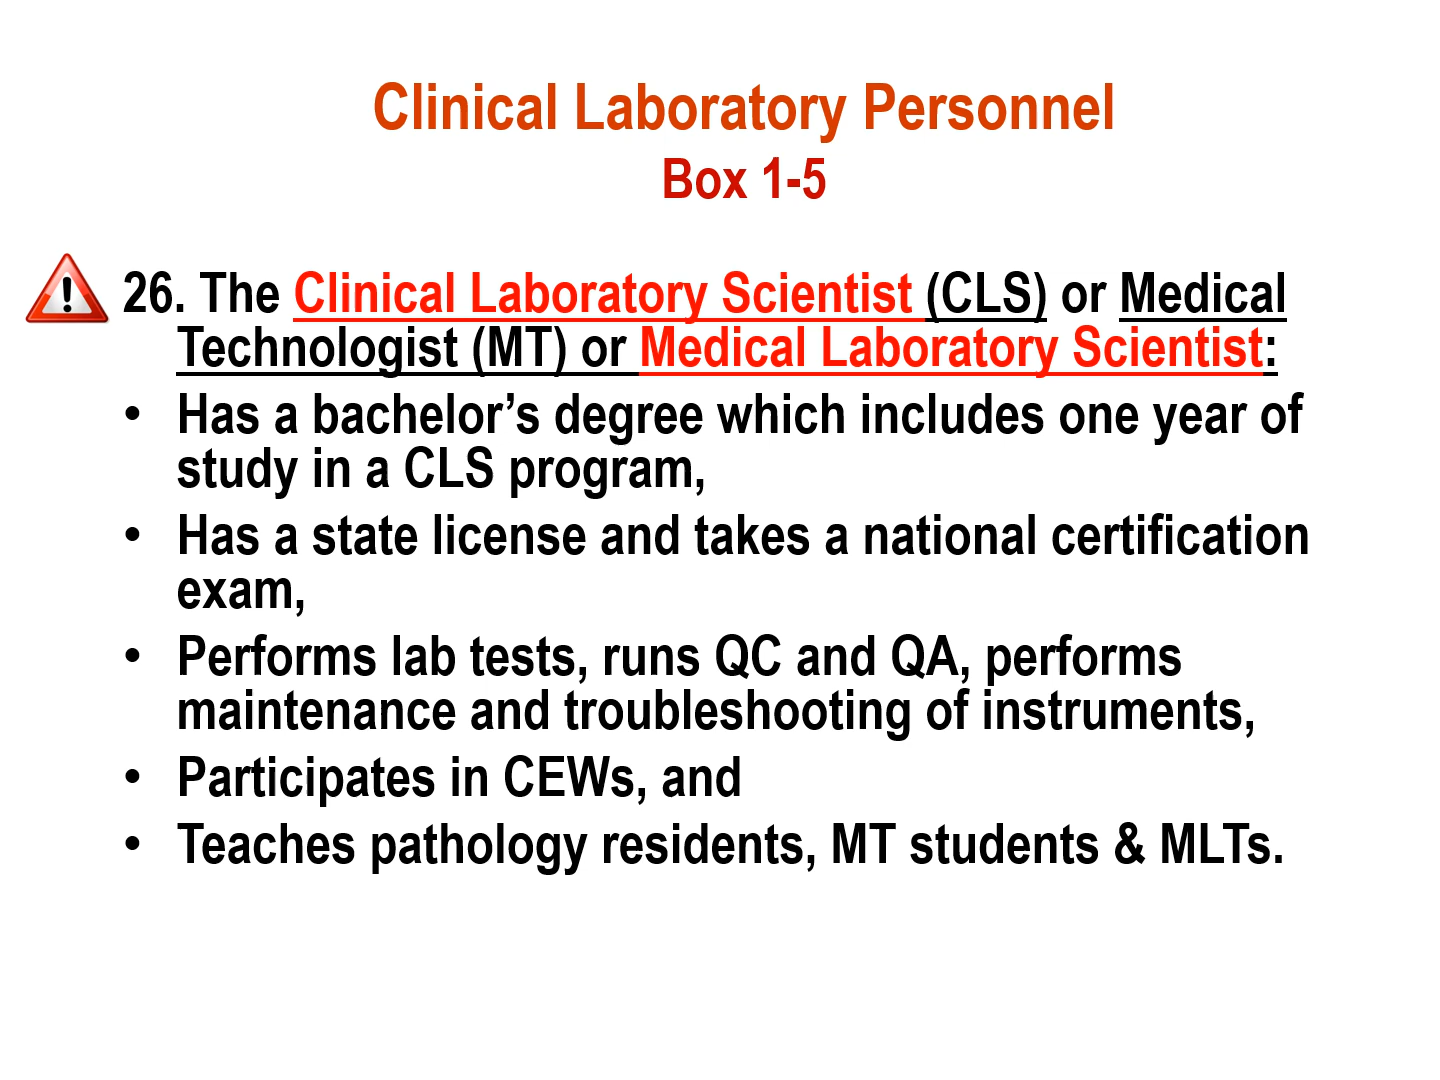 Clinical Laboratory Personnel
Box 1-5
26. The Clinical Laboratory Scientist (CLS) or Medical
Technologist (MT) or Medical Laboratory Scientist:
• Has a bachelor’s degree which includes one year of
study in a CLS program,
• Has a state license and takes a national certification
exam,
• Performs lab tests, runs QC and QA, performs
maintenance and troubleshooting of instruments,
• Participates in CEWs, and
• Teaches pathology residents, MT students & MLTs.